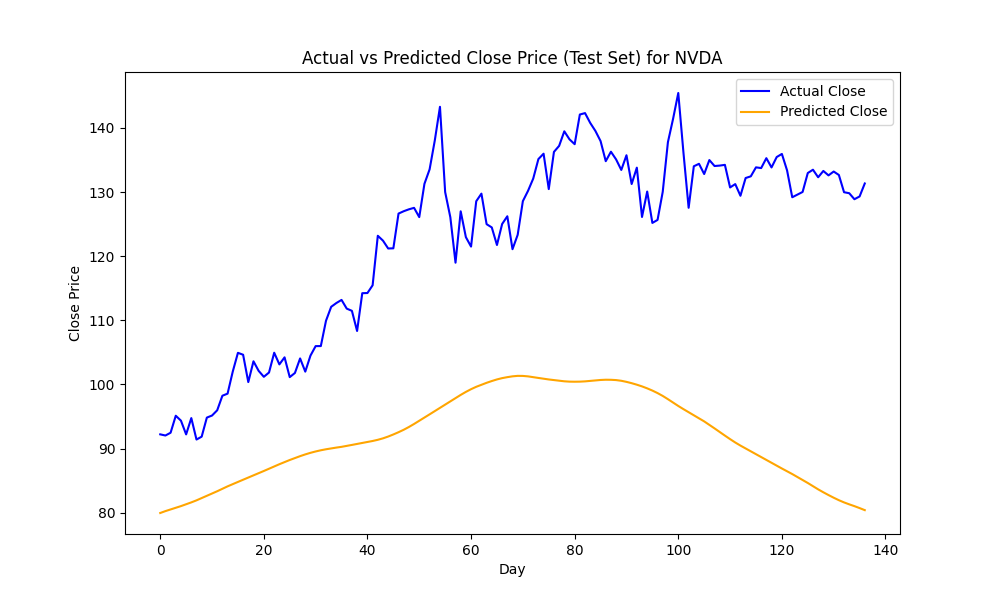 Actual vs Predicted Close Price (Test Set) for NVDA
Actual Close
Predicted Close
Close Price
140
130
120
110
100
90
80
0 20 40 60 80 100 120 140
Day